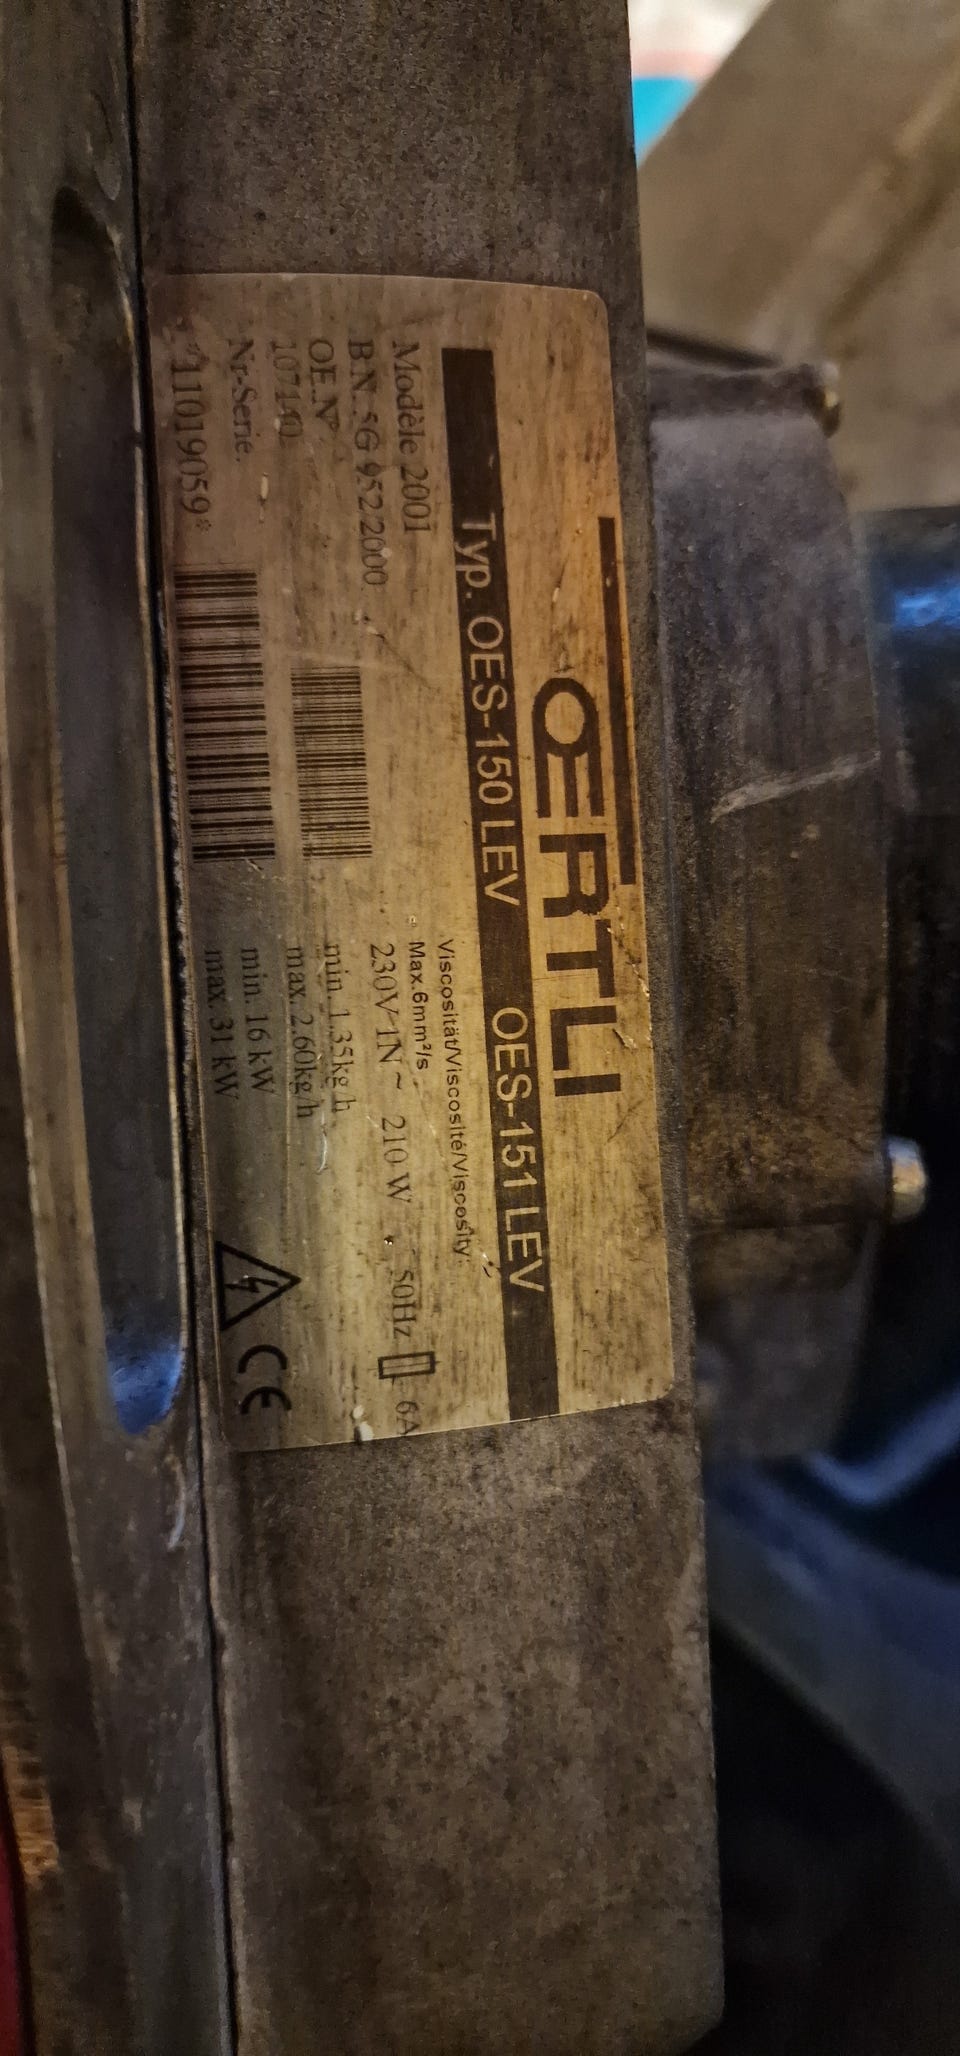 OERTLI
Typ. OES-150 LEV OES-151 LEV
Modèle 2001
B.N. SG 952 2000
OE.N°
107140
Nr-Serie.
*11019059*
Viscosität/Viscosité/Viscosity:
Max.6mm²/s
230V 1N ~ 210 W 50Hz 6A
min. 1,35kg/h
max. 2,60kg/h
min. 16 kW
max. 31 kW
CE